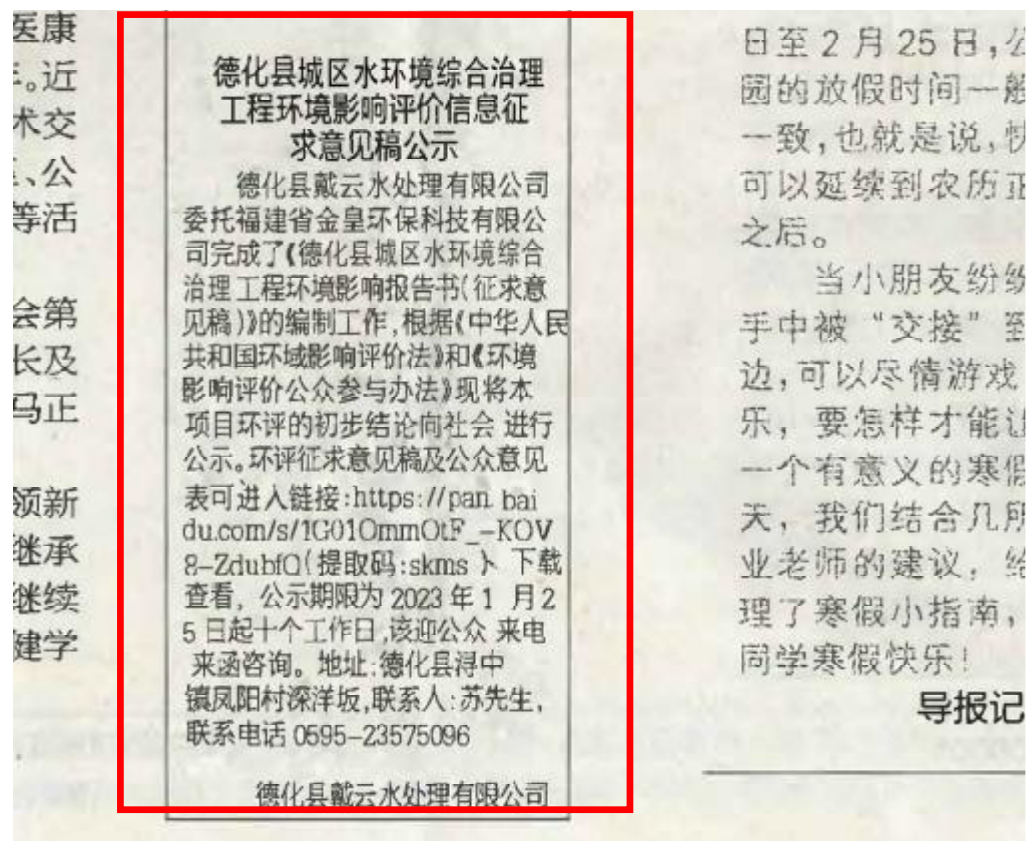 医康
。近
术交
、公
等活
会第
长及
马正
领新
继承
继续
建学
德化县城区水环境综合治理
工程环境影响评价信息征
求意见稿公示
德化县戴云水处理有限公司
委托福建省金皇环保科技有限公
司完成了《德化县城区水环境综合
治理工程环境影响报告书(征求意
见稿)》的编制工作,根据《中华人民
共和国环域影响评价法》和《环境
影响评价公众参与办法》现将本
项目环评的初步结论向社会 进行
公示。环评征求意见稿及公众意见
表可进入链接:https://pan.bai
du.com/s/1G01OmmOtF_-KOV
8-ZdubfQ(提取码:skms ) 下载
查看，公示期限为 2023 年 1 月 2
5 日起十个工作日,该迎公众 来电
来函咨询。地址:德化县浔中
镇凤阳村深洋坂,联系人:苏先生,
联系电话 0595-23575096
德化县戴云水处理有限公司
日至 2 月 25 日,公
园的放假时间一般
一致,也就是说,快
可以延续到农历正
之后。
当小朋友纷纷
手中被“交接”到
边,可以尽情游戏
乐，要怎样才能让
一个有意义的寒假
天，我们结合几所
业老师的建议，给
理了寒假小指南,
同学寒假快乐!
导报记